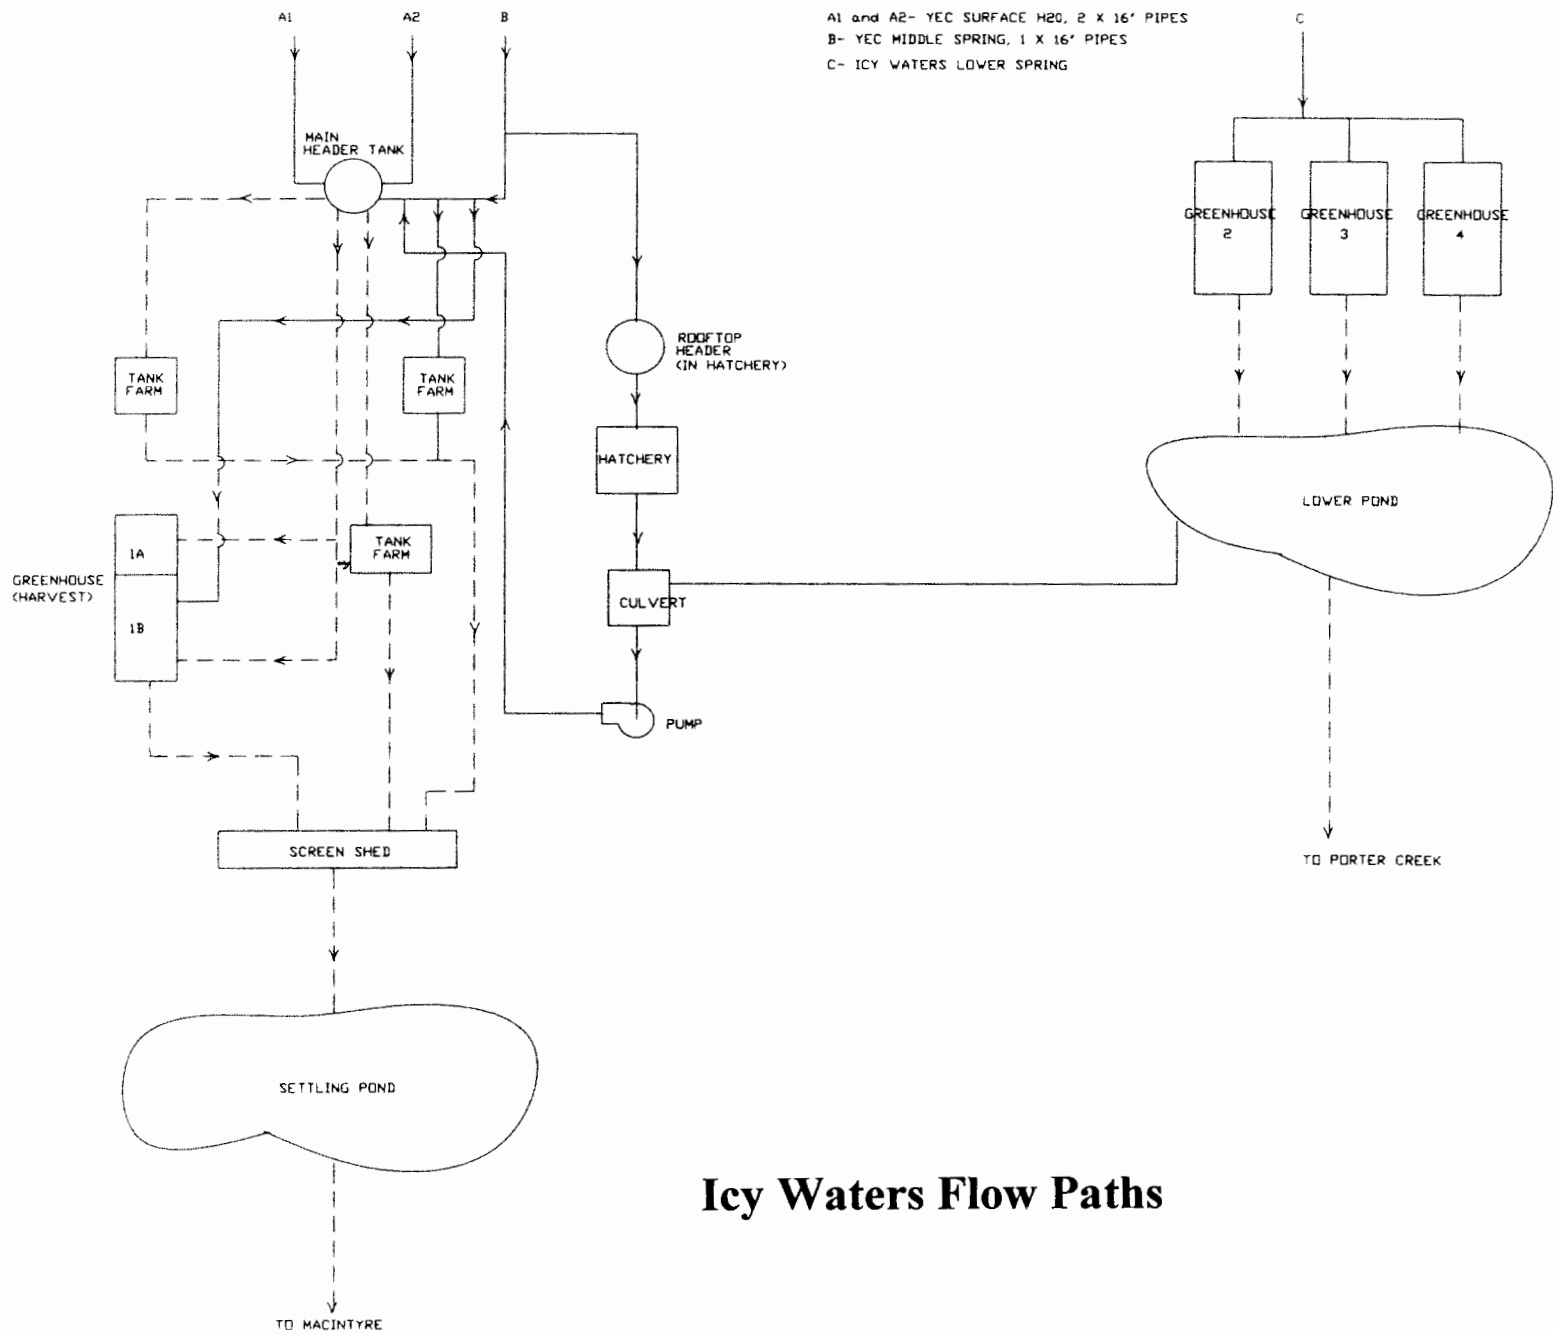 A1
A2
B
A1 and A2- YEC SURFACE H2O, 2 X 16' PIPES
B- YEC MIDDLE SPRING, 1 X 16' PIPES
C- ICY WATERS LOWER SPRING
C
MAIN
HEADER TANK
GREENHOUSE
2
GREENHOUSE
3
GREENHOUSE
4
ROOFTOP
HEADER
(IN HATCHERY)
TANK
FARM
TANK
FARM
HATCHERY
LOWER POND
1A
TANK
FARM
GREENHOUSE
(HARVEST)
1B
CULVERT
PUMP
SCREEN SHED
TO PORTER CREEK
SETTLING POND
Icy Waters Flow Paths
TO MACINTYRE